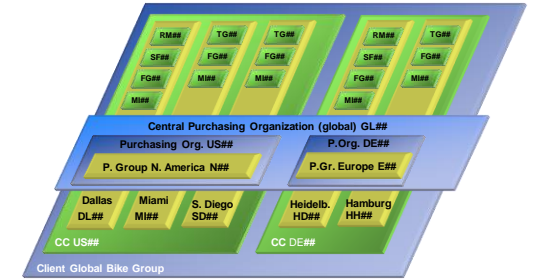 RM## TG## TG## RM## TG##
SF## FG## FG## SF## FG##
FG## MI## MI## FG## MI##
MI## MI##
Central Purchasing Organization (global) GL##
Purchasing Org. US## P.Org. DE##
P. Group N. America N## P.Gr. Europe E##
Dallas Miami S. Diego Heidelb. Hamburg
DL## MI## SD## HD## HH##
CC US## CC DE##
Client Global Bike Group